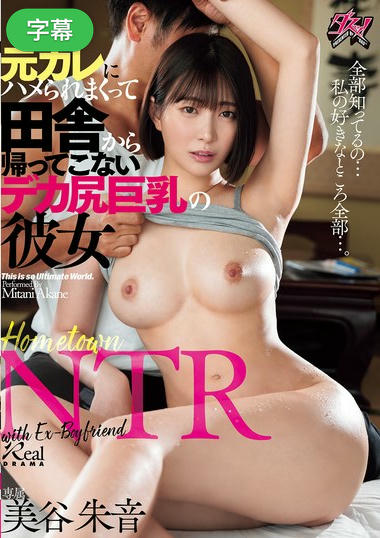 字幕
ダスッ!
元カレに
ハメられまくって
田舎から
帰ってこない
デカ尻巨乳の
彼女
This is so Ultimate World.
Performed By
Mitani Akane
全部知ってるの…
私の好きなところ全部…。
Hometown
NTR
with Ex-Boyfriend
Real
DRAMA
専属
美谷朱音